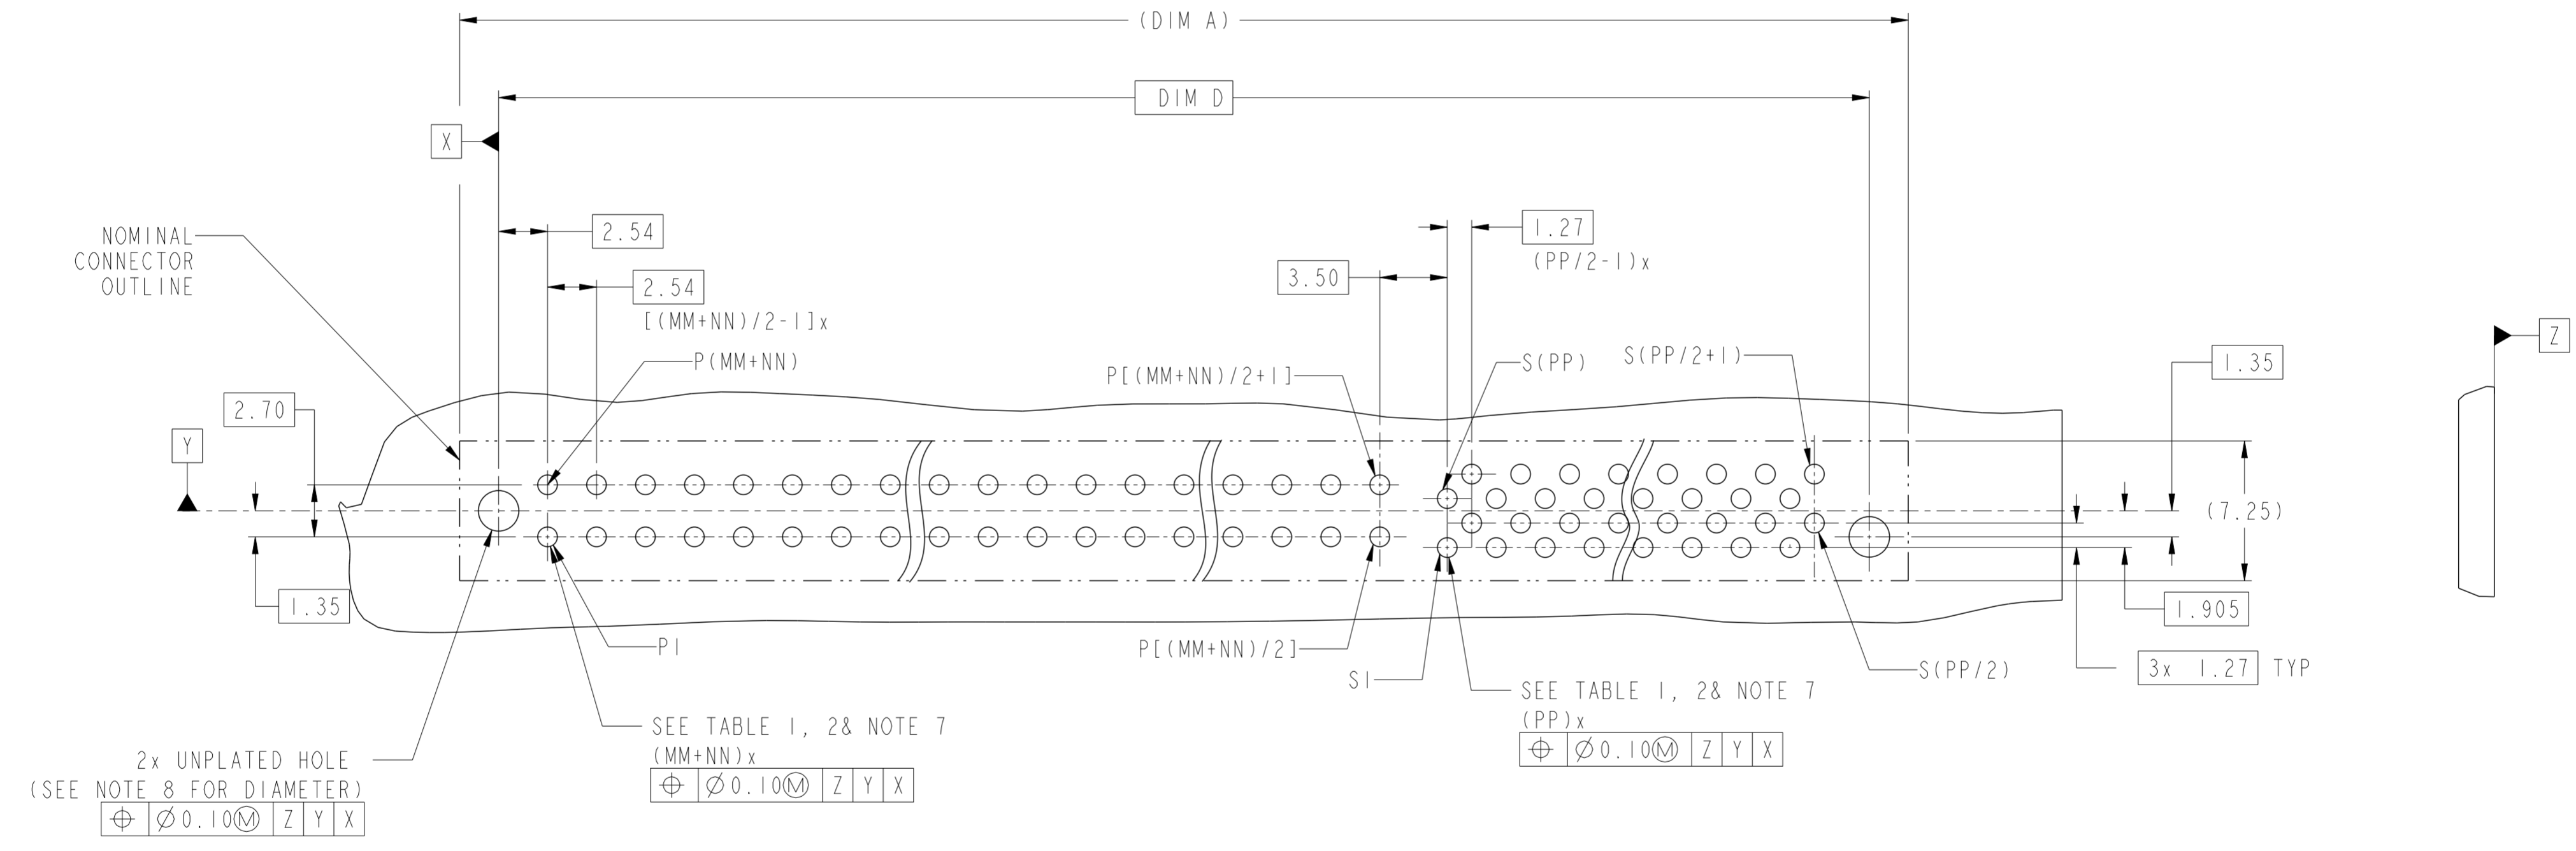 (DIM A)
DIM D
X
2.54
1.27
(PP/2-1)x
NOMINAL
CONNECTOR
OUTLINE
2.54
[(MM+NN)/2-1]x
3.50
Z
P(MM+NN)
P[(MM+NN)/2+1]
S(PP)
S(PP/2+1)
1.35
2.70
Y
(7.25)
1.35
1.905
P1
P[(MM+NN)/2]
S1
S(PP/2)
3x 1.27 TYP
SEE TABLE 1, 2& NOTE 7
(PP)x
⌖ Ø0.10Ⓜ Z Y X
SEE TABLE 1, 2& NOTE 7
(MM+NN)x
⌖ Ø0.10Ⓜ Z Y X
2x UNPLATED HOLE
(SEE NOTE 8 FOR DIAMETER)
⌖ Ø0.10Ⓜ Z Y X